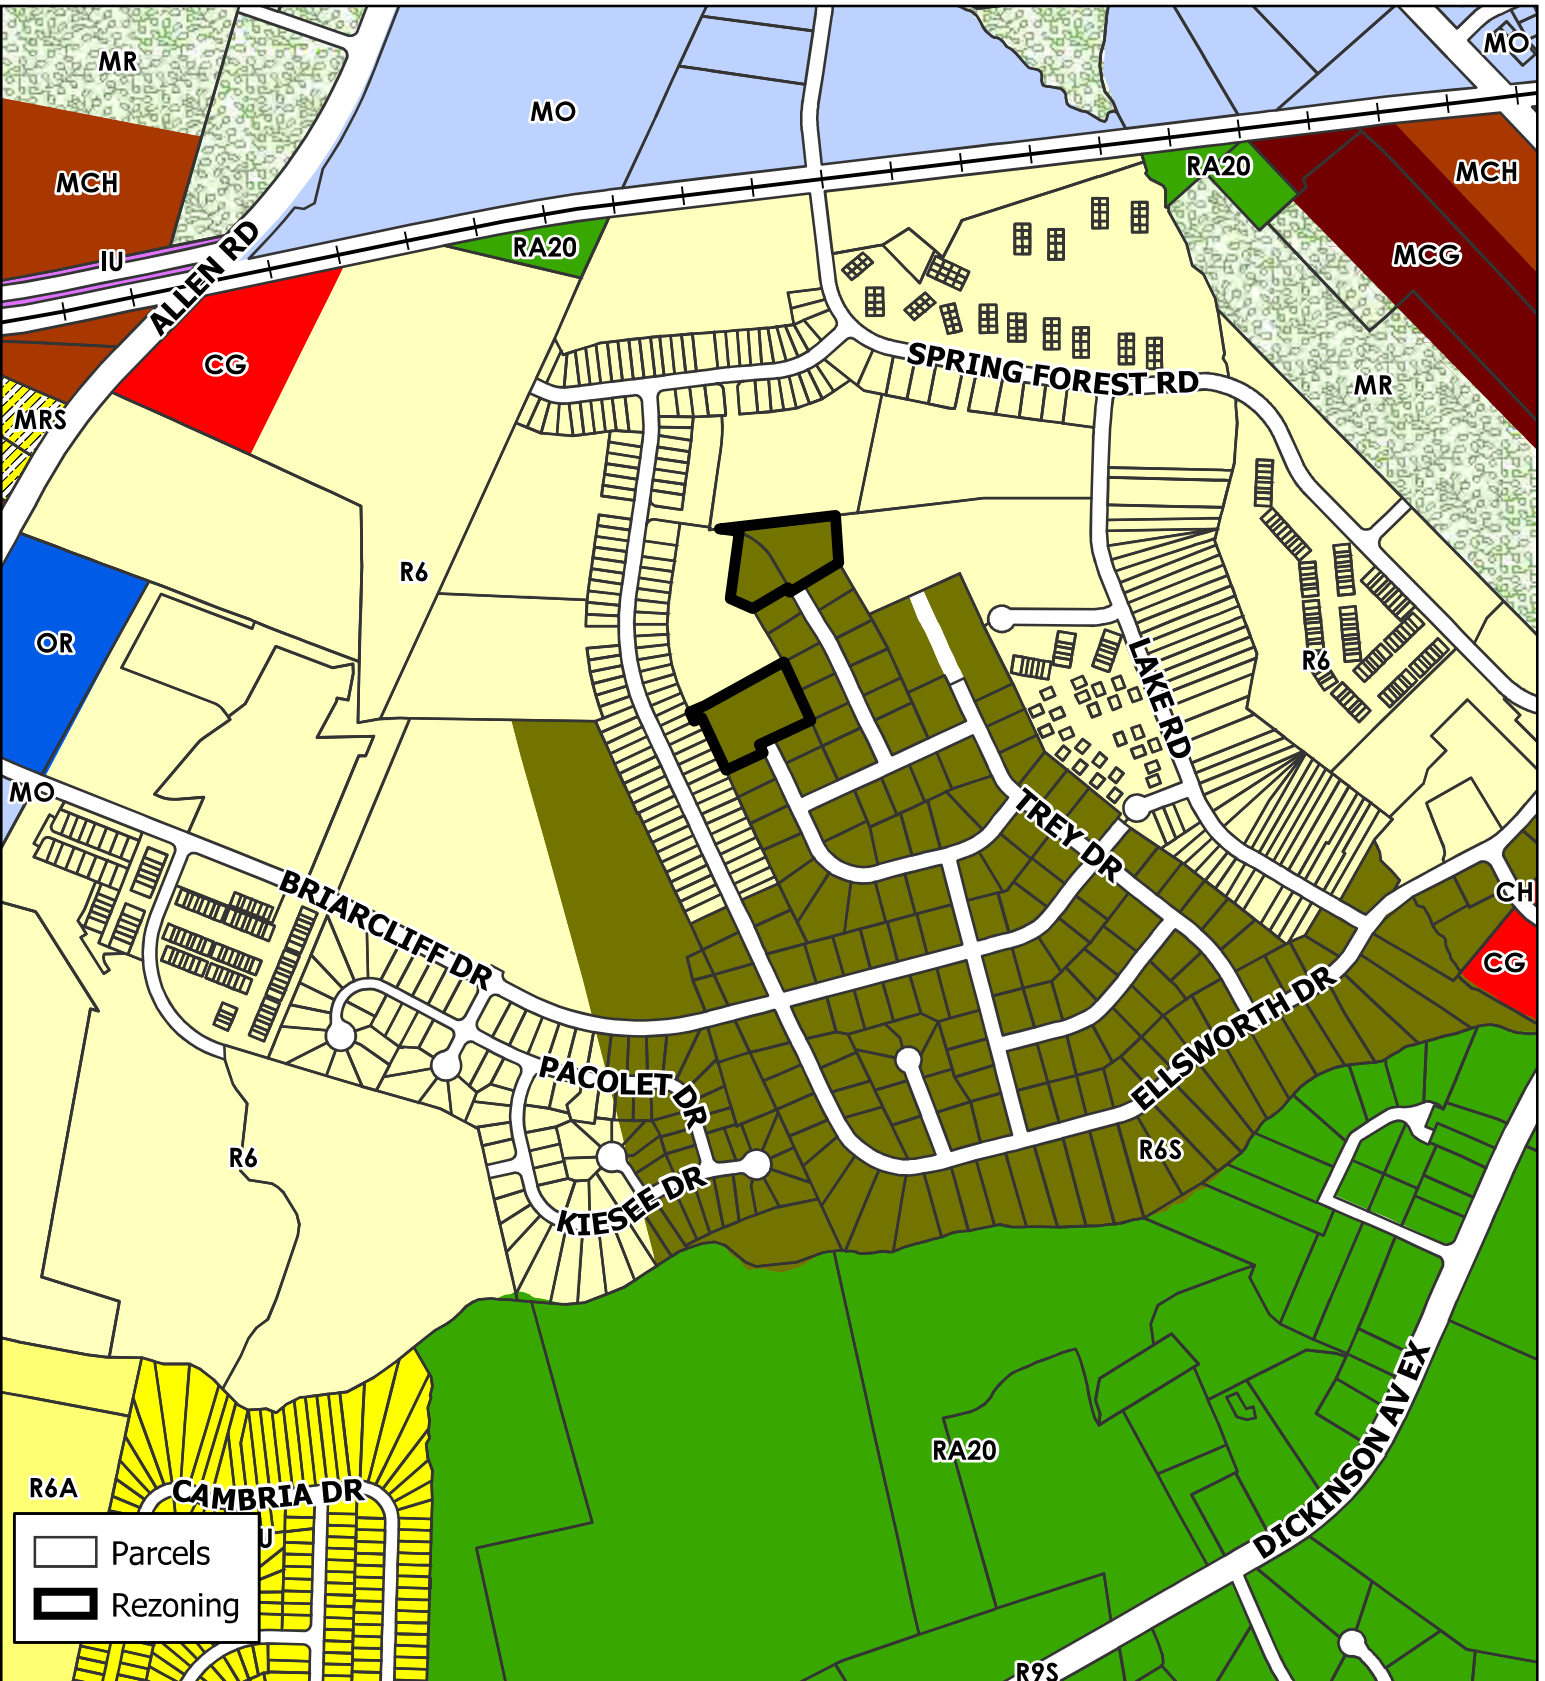 MR
MO
MO
MCH
MCH
RA20
IU
ALLEN RD
RA20
MCG
CG
SPRING FOREST RD
MR
MRS
R6
OR
LAKE RD
R6
MO
TREY DR
BRIARCLIFF DR
CH
CG
ELLSWORTH DR
PACOLET DR
R6
R6S
KIESEE DR
RA20
DICKINSON AV EX
R6A
CAMBRIA DR
U
Parcels
Rezoning
R9S